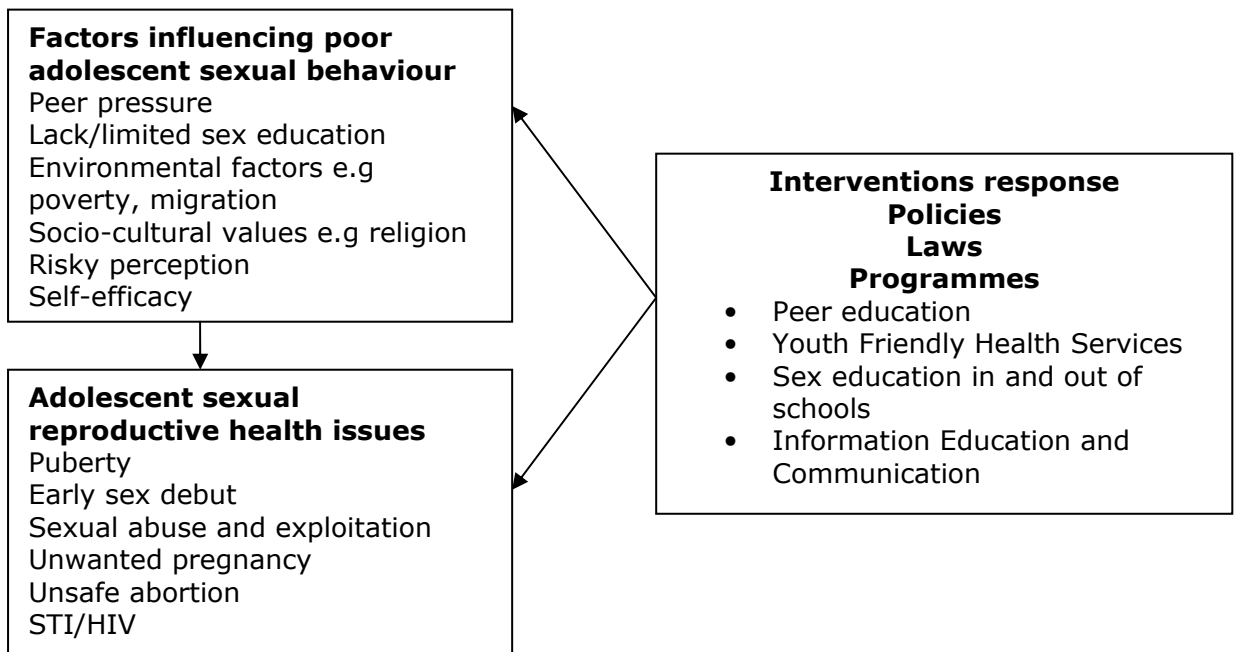 Factors influencing poor
adolescent sexual behaviour
Peer pressure
Lack/limited sex education
Environmental factors e.g
poverty, migration
Socio-cultural values e.g religion
Risky perception
Self-efficacy
Adolescent sexual
reproductive health issues
Puberty
Early sex debut
Sexual abuse and exploitation
Unwanted pregnancy
Unsafe abortion
STI/HIV
Interventions response
Policies
Laws
Programmes
• Peer education
• Youth Friendly Health Services
• Sex education in and out of
schools
• Information Education and
Communication